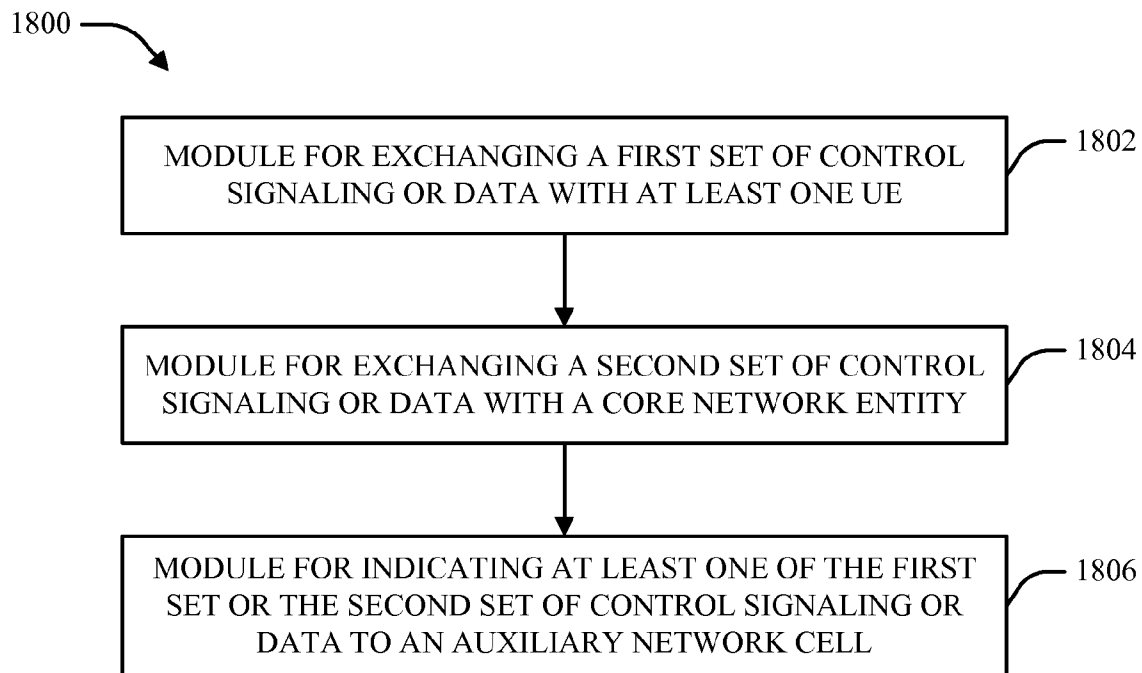 1800
MODULE FOR EXCHANGING A FIRST SET OF CONTROL
SIGNALING OR DATA WITH AT LEAST ONE UE
1802
MODULE FOR EXCHANGING A SECOND SET OF CONTROL
SIGNALING OR DATA WITH A CORE NETWORK ENTITY
1804
MODULE FOR INDICATING AT LEAST ONE OF THE FIRST
SET OR THE SECOND SET OF CONTROL SIGNALING OR
DATA TO AN AUXILIARY NETWORK CELL
1806